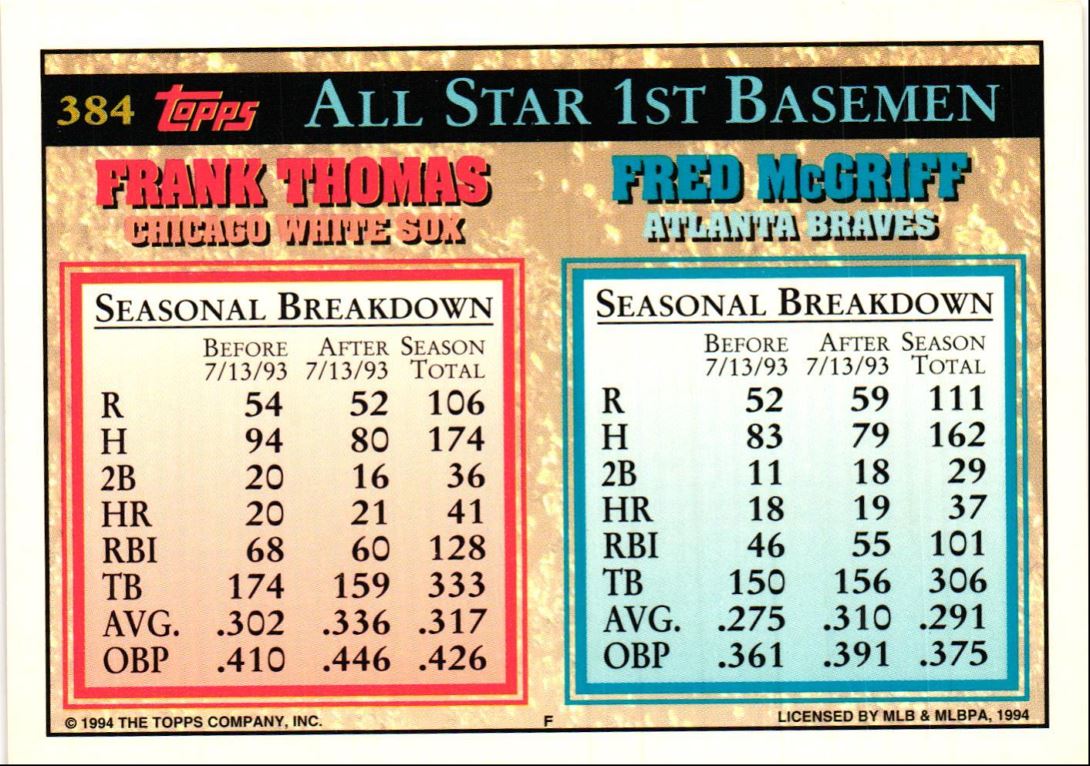 384 Topps ALL STAR 1ST BASEMEN
FRANK THOMAS
CHICAGO WHITE SOX
SEASONAL BREAKDOWN
BEFORE AFTER SEASON
7/13/93 7/13/93 TOTAL
R 54 52 106
H 94 80 174
2B 20 16 36
HR 20 21 41
RBI 68 60 128
TB 174 159 333
AVG. .302 .336 .317
OBP .410 .446 .426
FRED McGRIFF
ATLANTA BRAVES
SEASONAL BREAKDOWN
BEFORE AFTER SEASON
7/13/93 7/13/93 TOTAL
R 52 59 111
H 83 79 162
2B 11 18 29
HR 18 19 37
RBI 46 55 101
TB 150 156 306
AVG. .275 .310 .291
OBP .361 .391 .375
© 1994 THE TOPPS COMPANY, INC. F LICENSED BY MLB & MLBPA, 1994